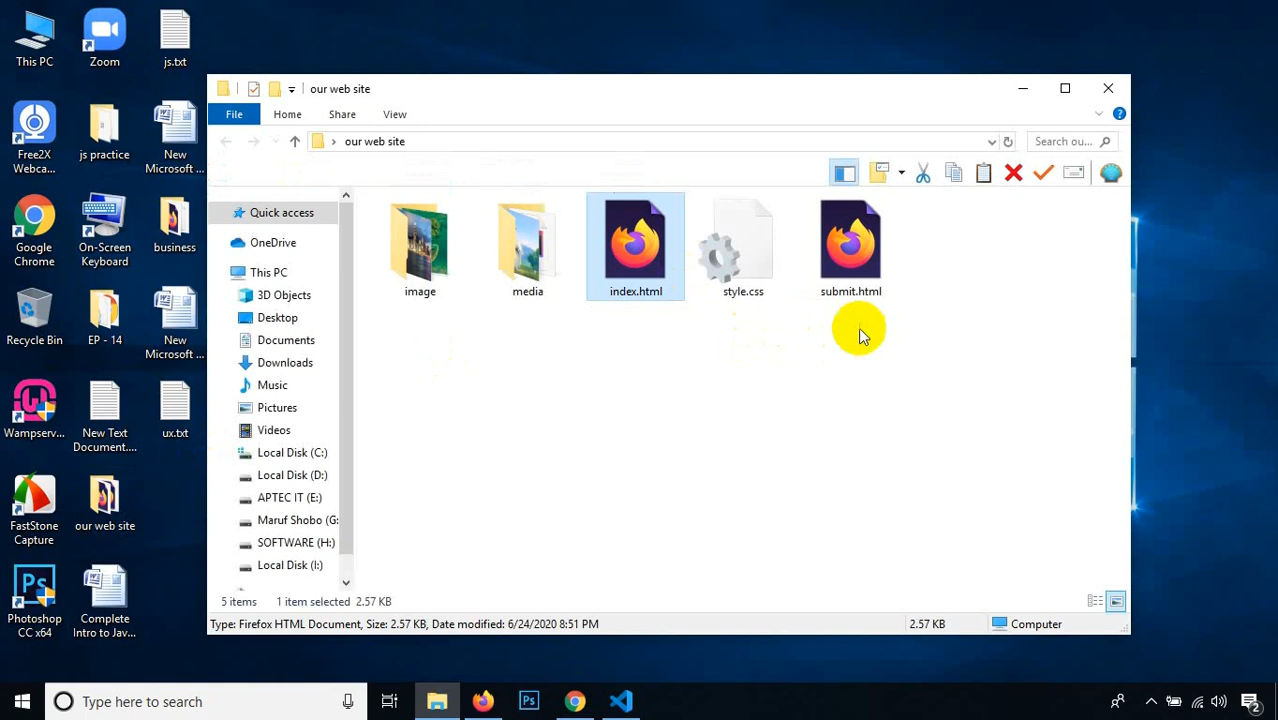 This PC
Zoom
js.txt
Free2X
Webca...
js practice
New
Microsoft ...
Google
Chrome
On-Screen
Keyboard
business
Recycle Bin
EP - 14
New
Microsoft ...
Wampserv...
New Text
Document....
ux.txt
FastStone
Capture
our web site
Photoshop
CC x64
Complete
Intro to Jav...
our web site
File
Home
Share
View
our web site
Search ou...
Quick access
OneDrive
This PC
3D Objects
Desktop
Documents
Downloads
Music
Pictures
Videos
Local Disk (C:)
Local Disk (D:)
APTEC IT (E:)
Maruf Shobo (G:
SOFTWARE (H:)
Local Disk (I:)
image
media
index.html
style.css
submit.html
5 items
1 item selected 2.57 KB
Type: Firefox HTML Document, Size: 2.57 KB, Date modified: 6/24/2020 8:51 PM
2.57 KB
Computer
Type here to search
2